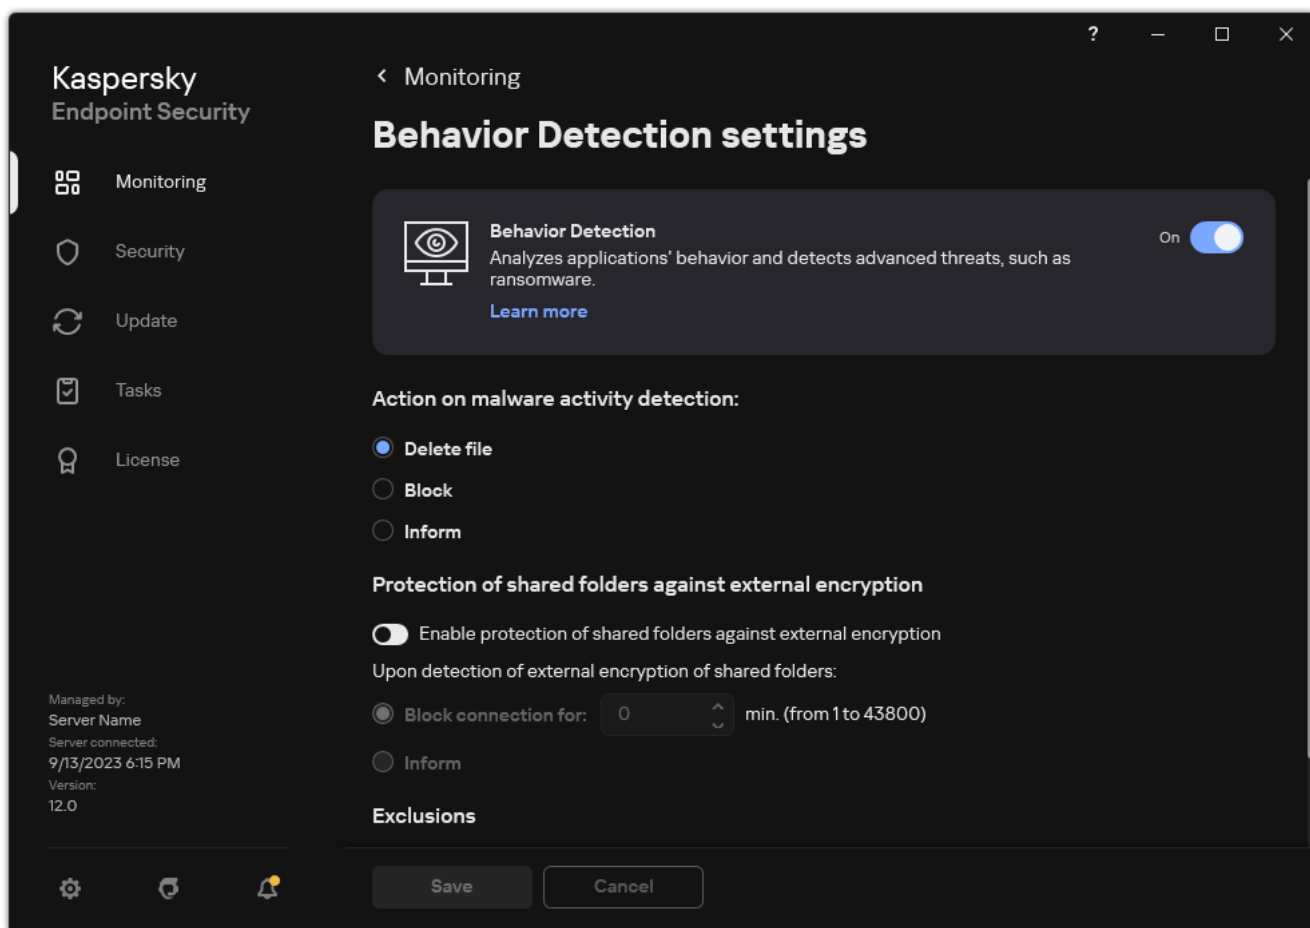 ?
Kaspersky
Endpoint Security
Monitoring
Security
Update
Tasks
License
Managed by:
Server Name
Server connected:
9/13/2023 6:15 PM
Version:
12.0
Monitoring
Behavior Detection settings
Behavior Detection
On
Analyzes applications' behavior and detects advanced threats, such as
ransomware.
Learn more
Action on malware activity detection:
Delete file
Block
Inform
Protection of shared folders against external encryption
Enable protection of shared folders against external encryption
Upon detection of external encryption of shared folders:
Block connection for: 0 min. (from 1 to 43800)
Inform
Exclusions
Save
Cancel